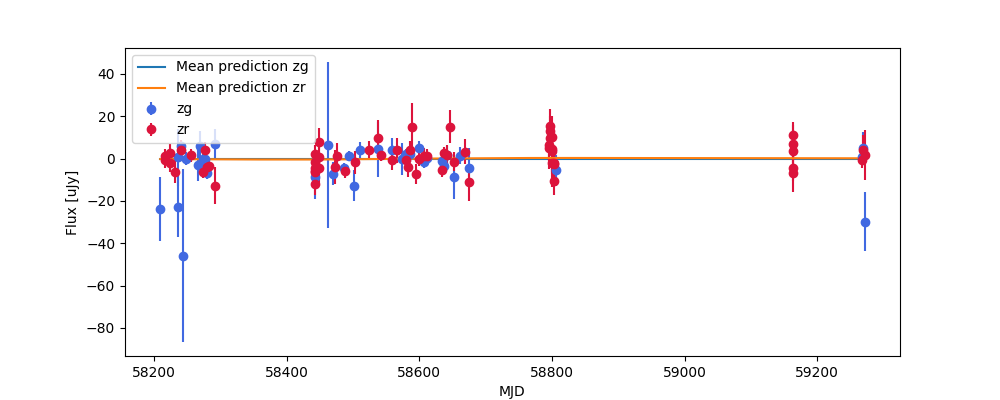 Mean prediction zg
Mean prediction zr
zg
zr
40
20
0
−20
−40
−60
−80
Flux [uJy]
58200 58400 58600 58800 59000 59200
MJD